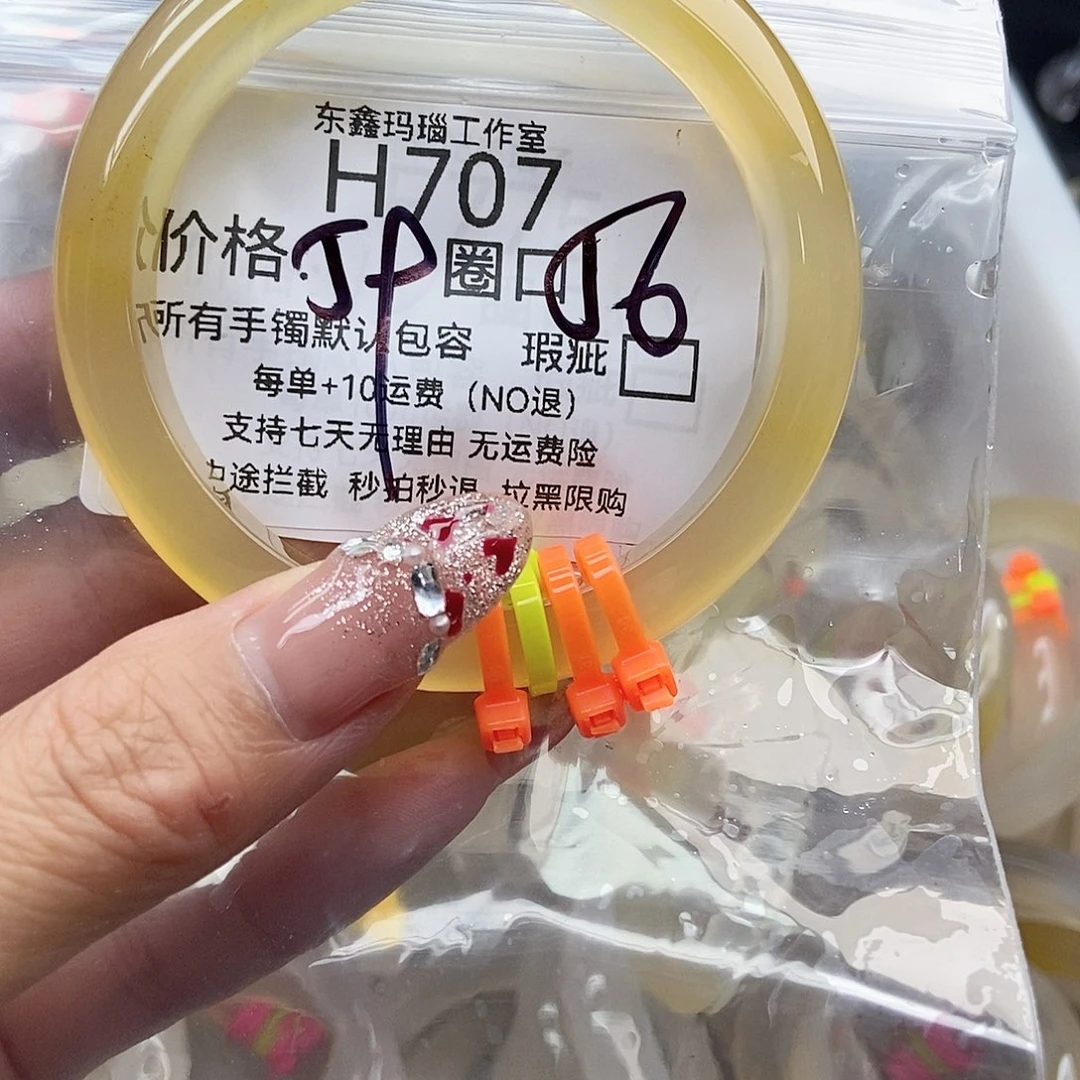 东鑫玛瑙工作室
H707
价格: JP 圈口 J6
所有手镯默认包容 瑕疵
每单+10运费（NO退）
支持七天无理由 无运费险
中途拦截 秒拍秒退 拉黑限购